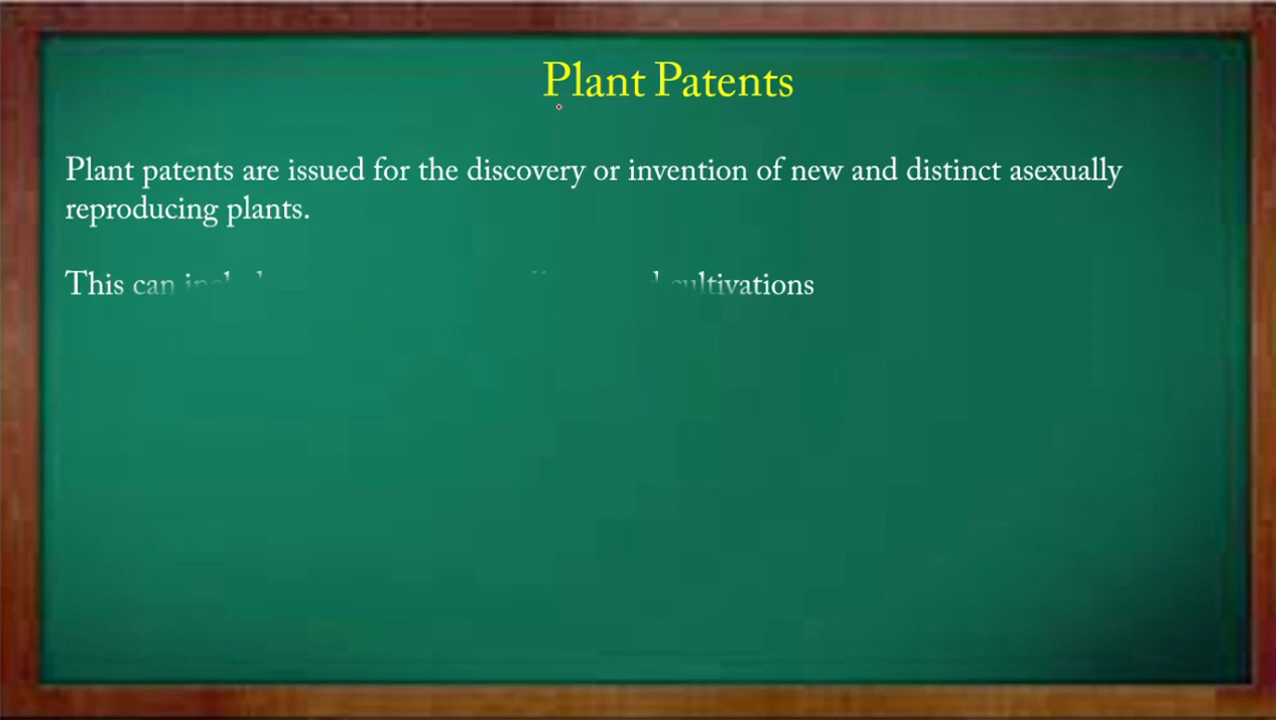 Plant Patents
Plant patents are issued for the discovery or invention of new and distinct asexually
reproducing plants.
This can cultivations